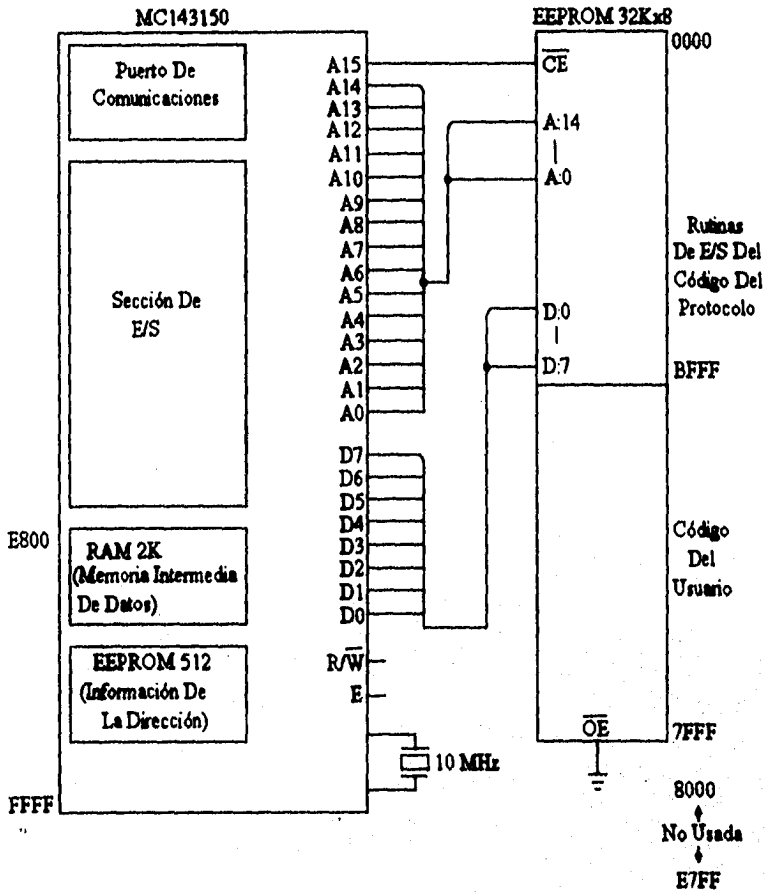 MC143150
EEPROM 32Kx8
Puerto De
Comunicaciones
Sección De
E/S
E800
RAM 2K
(Memoria Intermedia
De Datos)
EEPROM 512
(Información De
La Dirección)
FFFF
A15
A14
A13
A12
A11
A10
A9
A8
A7
A6
A5
A4
A3
A2
A1
A0
D7
D6
D5
D4
D3
D2
D1
D0
R/W̅
E
10 MHz
C̅E̅
A:14
A:0
D:0
D:7
O̅E̅
0000
Rutinas
De E/S Del
Código Del
Protocolo
BFFF
Código
Del
Usuario
7FFF
8000
No Usada
E7FF